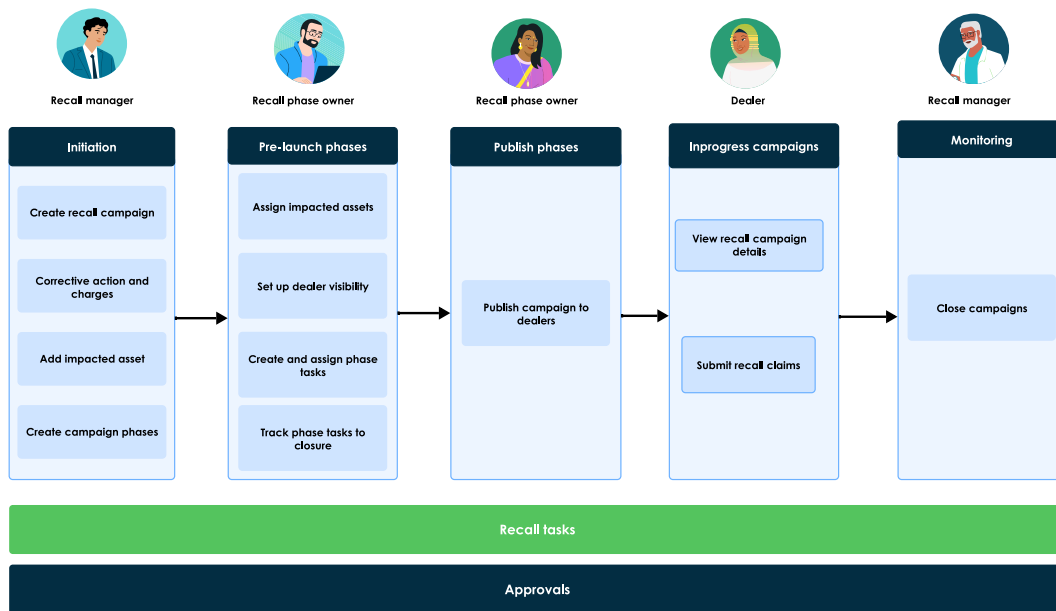 Recall manager
Recall phase owner
Recall phase owner
Dealer
Recall manager
Initiation
Create recall campaign
Corrective action and
charges
Add impacted asset
Create campaign phases
Pre-launch phases
Assign impacted assets
Set up dealer visibility
Create and assign phase
tasks
Track phase tasks to
closure
Publish phases
Publish campaign to
dealers
Inprogress campaigns
View recall campaign
details
Submit recall claims
Monitoring
Close campaigns
Recall tasks
Approvals